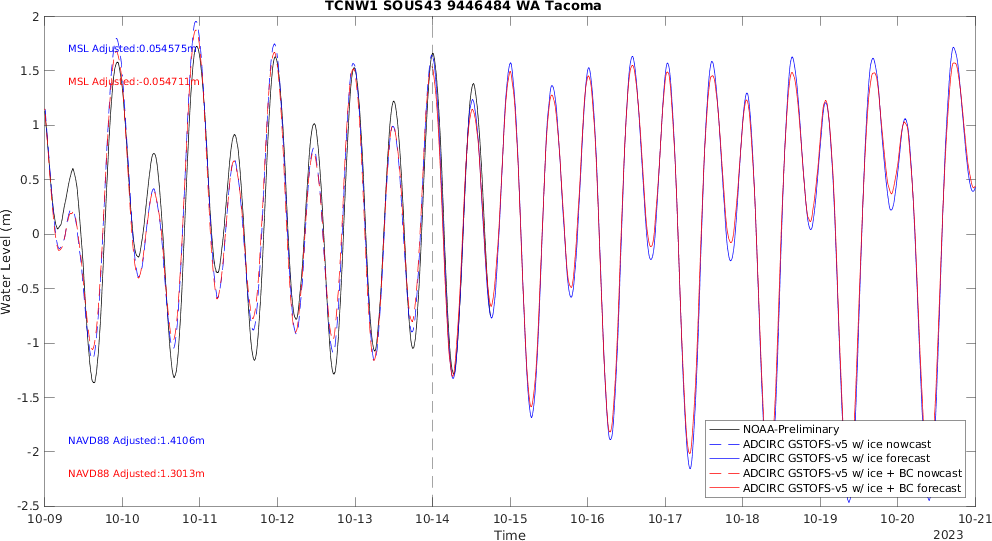 TCNW1 SOUS43 9446484 WA Tacoma
MSL Adjusted:0.054575m
MSL Adjusted:-0.054711m
NAVD88 Adjusted:1.4106m
NAVD88 Adjusted:1.3013m
Water Level (m)
2
1.5
1
0.5
0
-0.5
-1
-1.5
-2
-2.5
NOAA-Preliminary
ADCIRC GSTOFS-v5 w/ ice nowcast
ADCIRC GSTOFS-v5 w/ ice forecast
ADCIRC GSTOFS-v5 w/ ice + BC nowcast
ADCIRC GSTOFS-v5 w/ ice + BC forecast
10-09 10-10 10-11 10-12 10-13 10-14 10-15 10-16 10-17 10-18 10-19 10-20 10-21
Time
2023